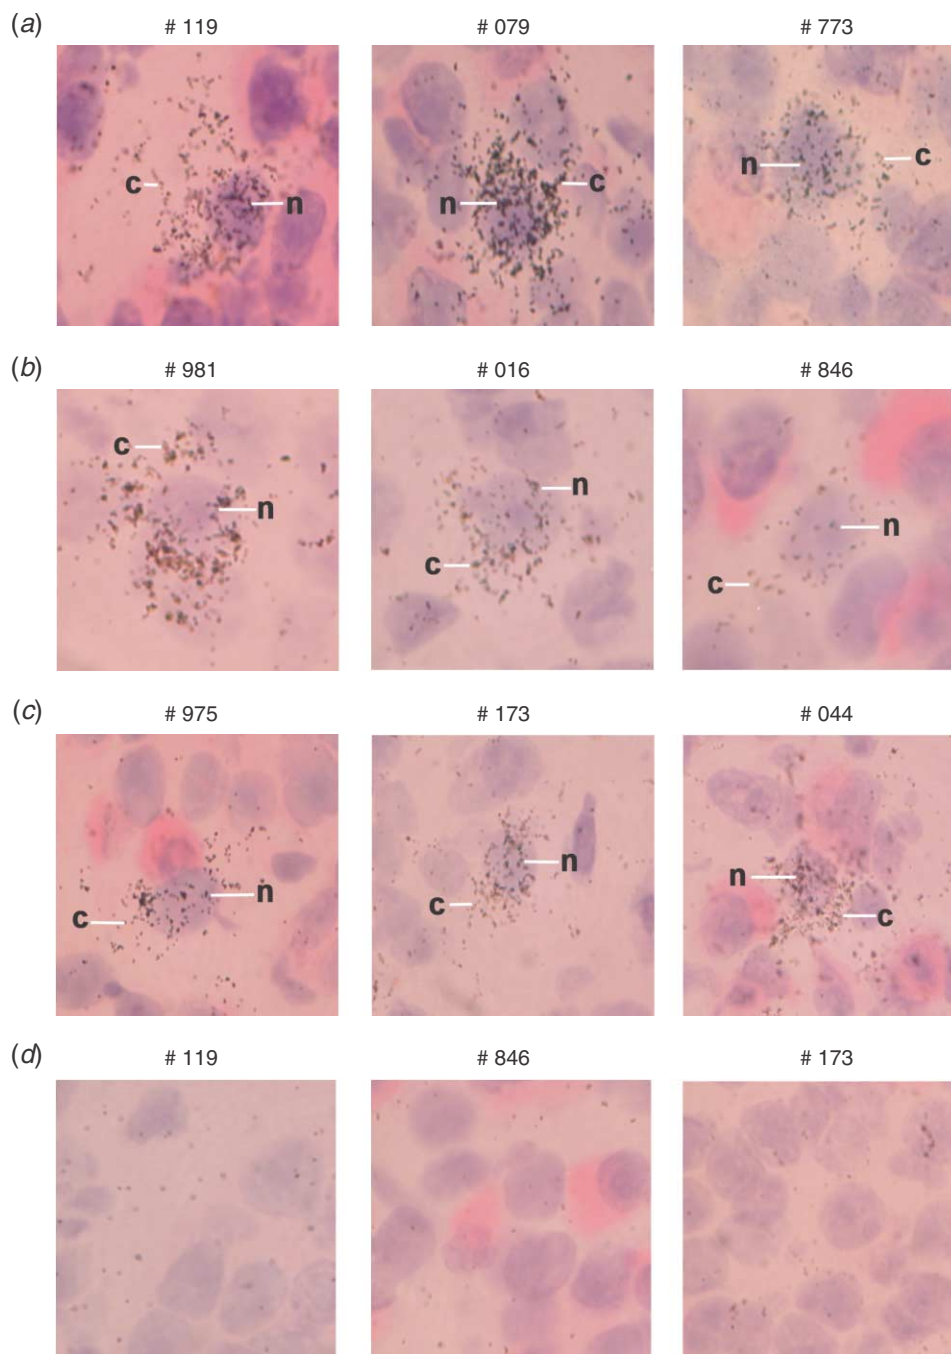 (a)
# 119 # 079 # 773
c n n c n c
(b)
# 981 # 016 # 846
c n n c n c
(c)
# 975 # 173 # 044
c n n c n c
(d)
# 119 # 846 # 173